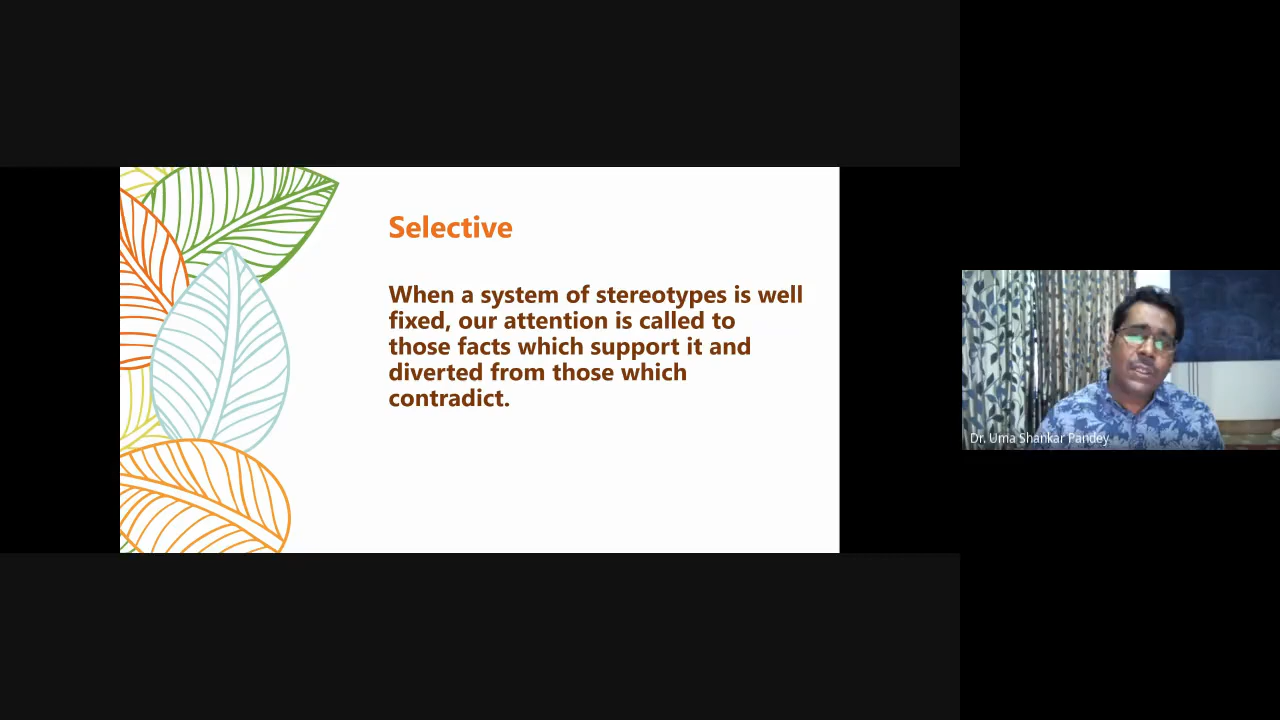 Selective
When a system of stereotypes is well
fixed, our attention is called to
those facts which support it and
diverted from those which
contradict.
Dr. Uma Shankar Pandey